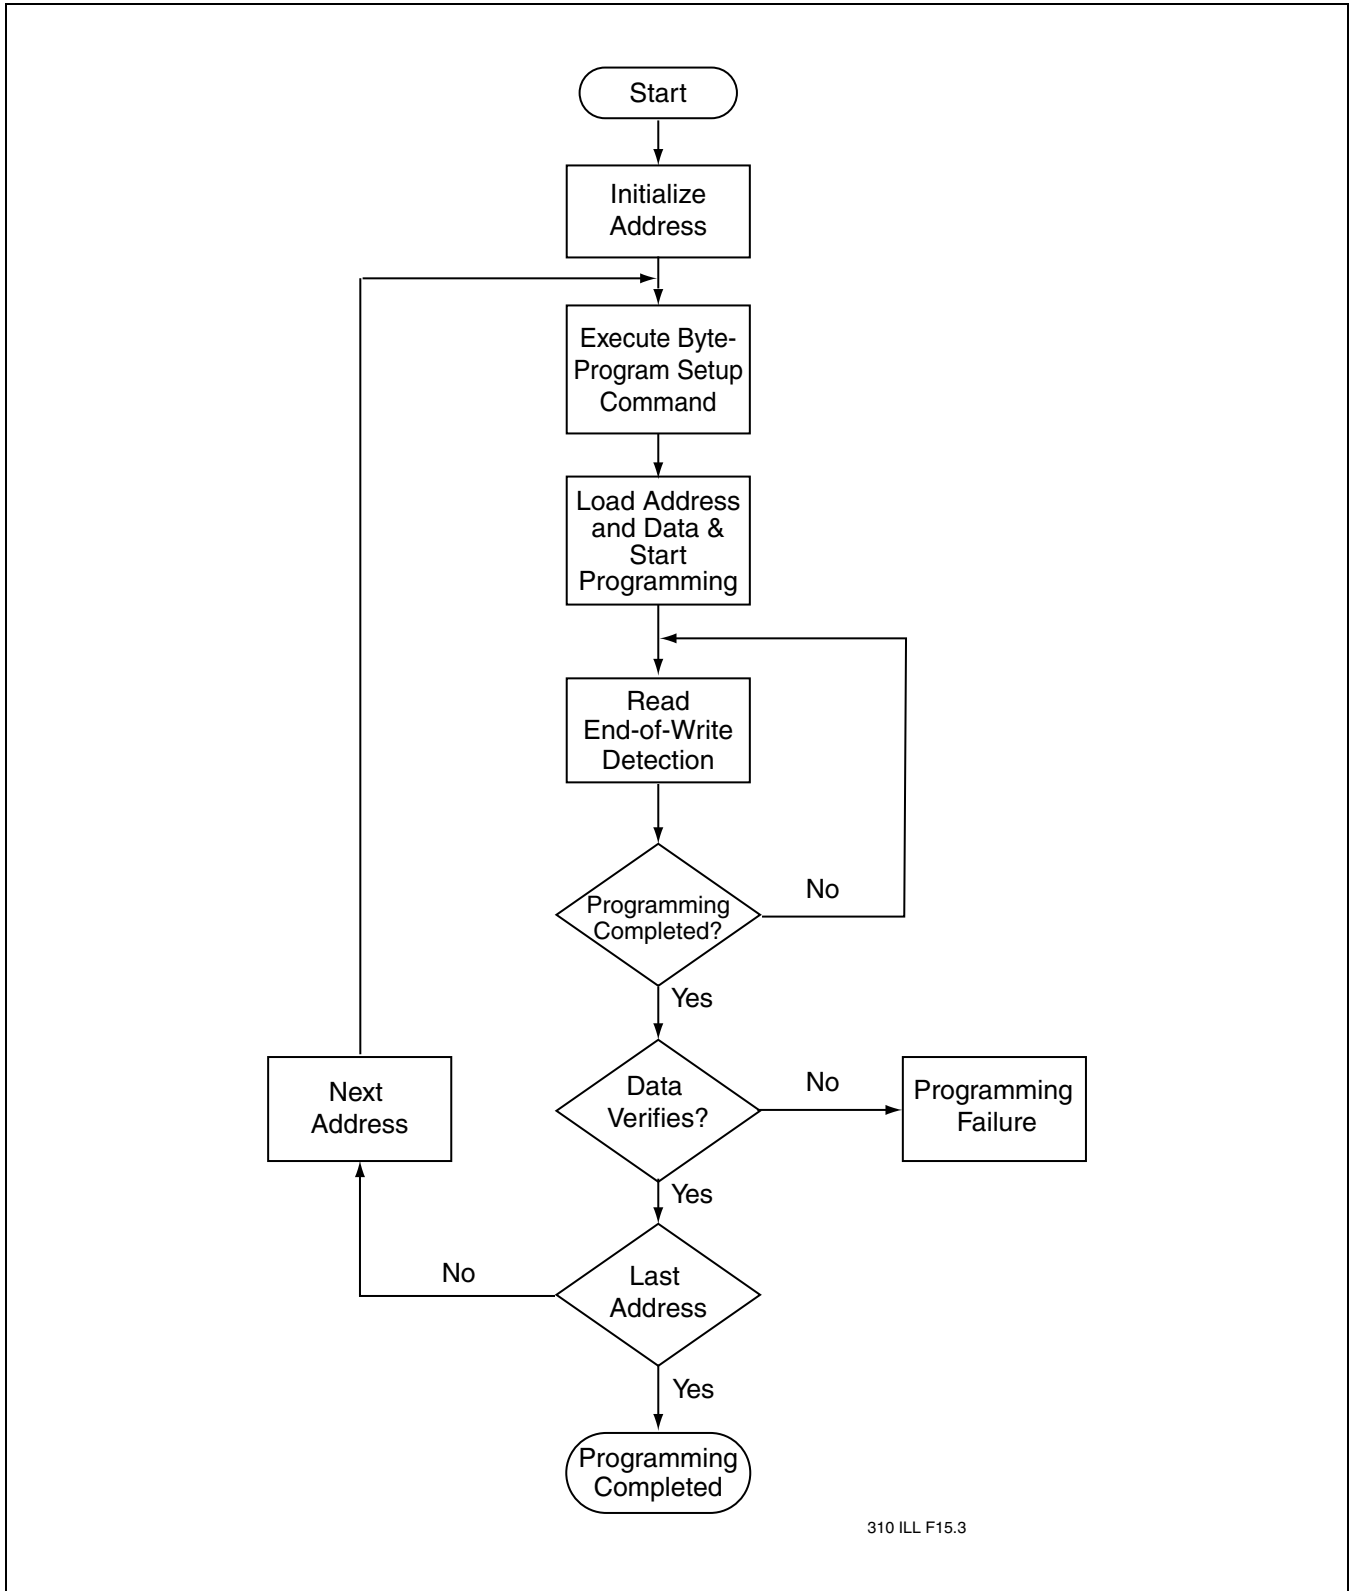 Start
Initialize
Address
Execute Byte-
Program Setup
Command
Load Address
and Data &
Start
Programming
Read
End-of-Write
Detection
Programming
Completed?
No
Yes
Next
Address
Data
Verifies?
No
Programming
Failure
Yes
No
Last
Address
Yes
Programming
Completed
310 ILL F15.3